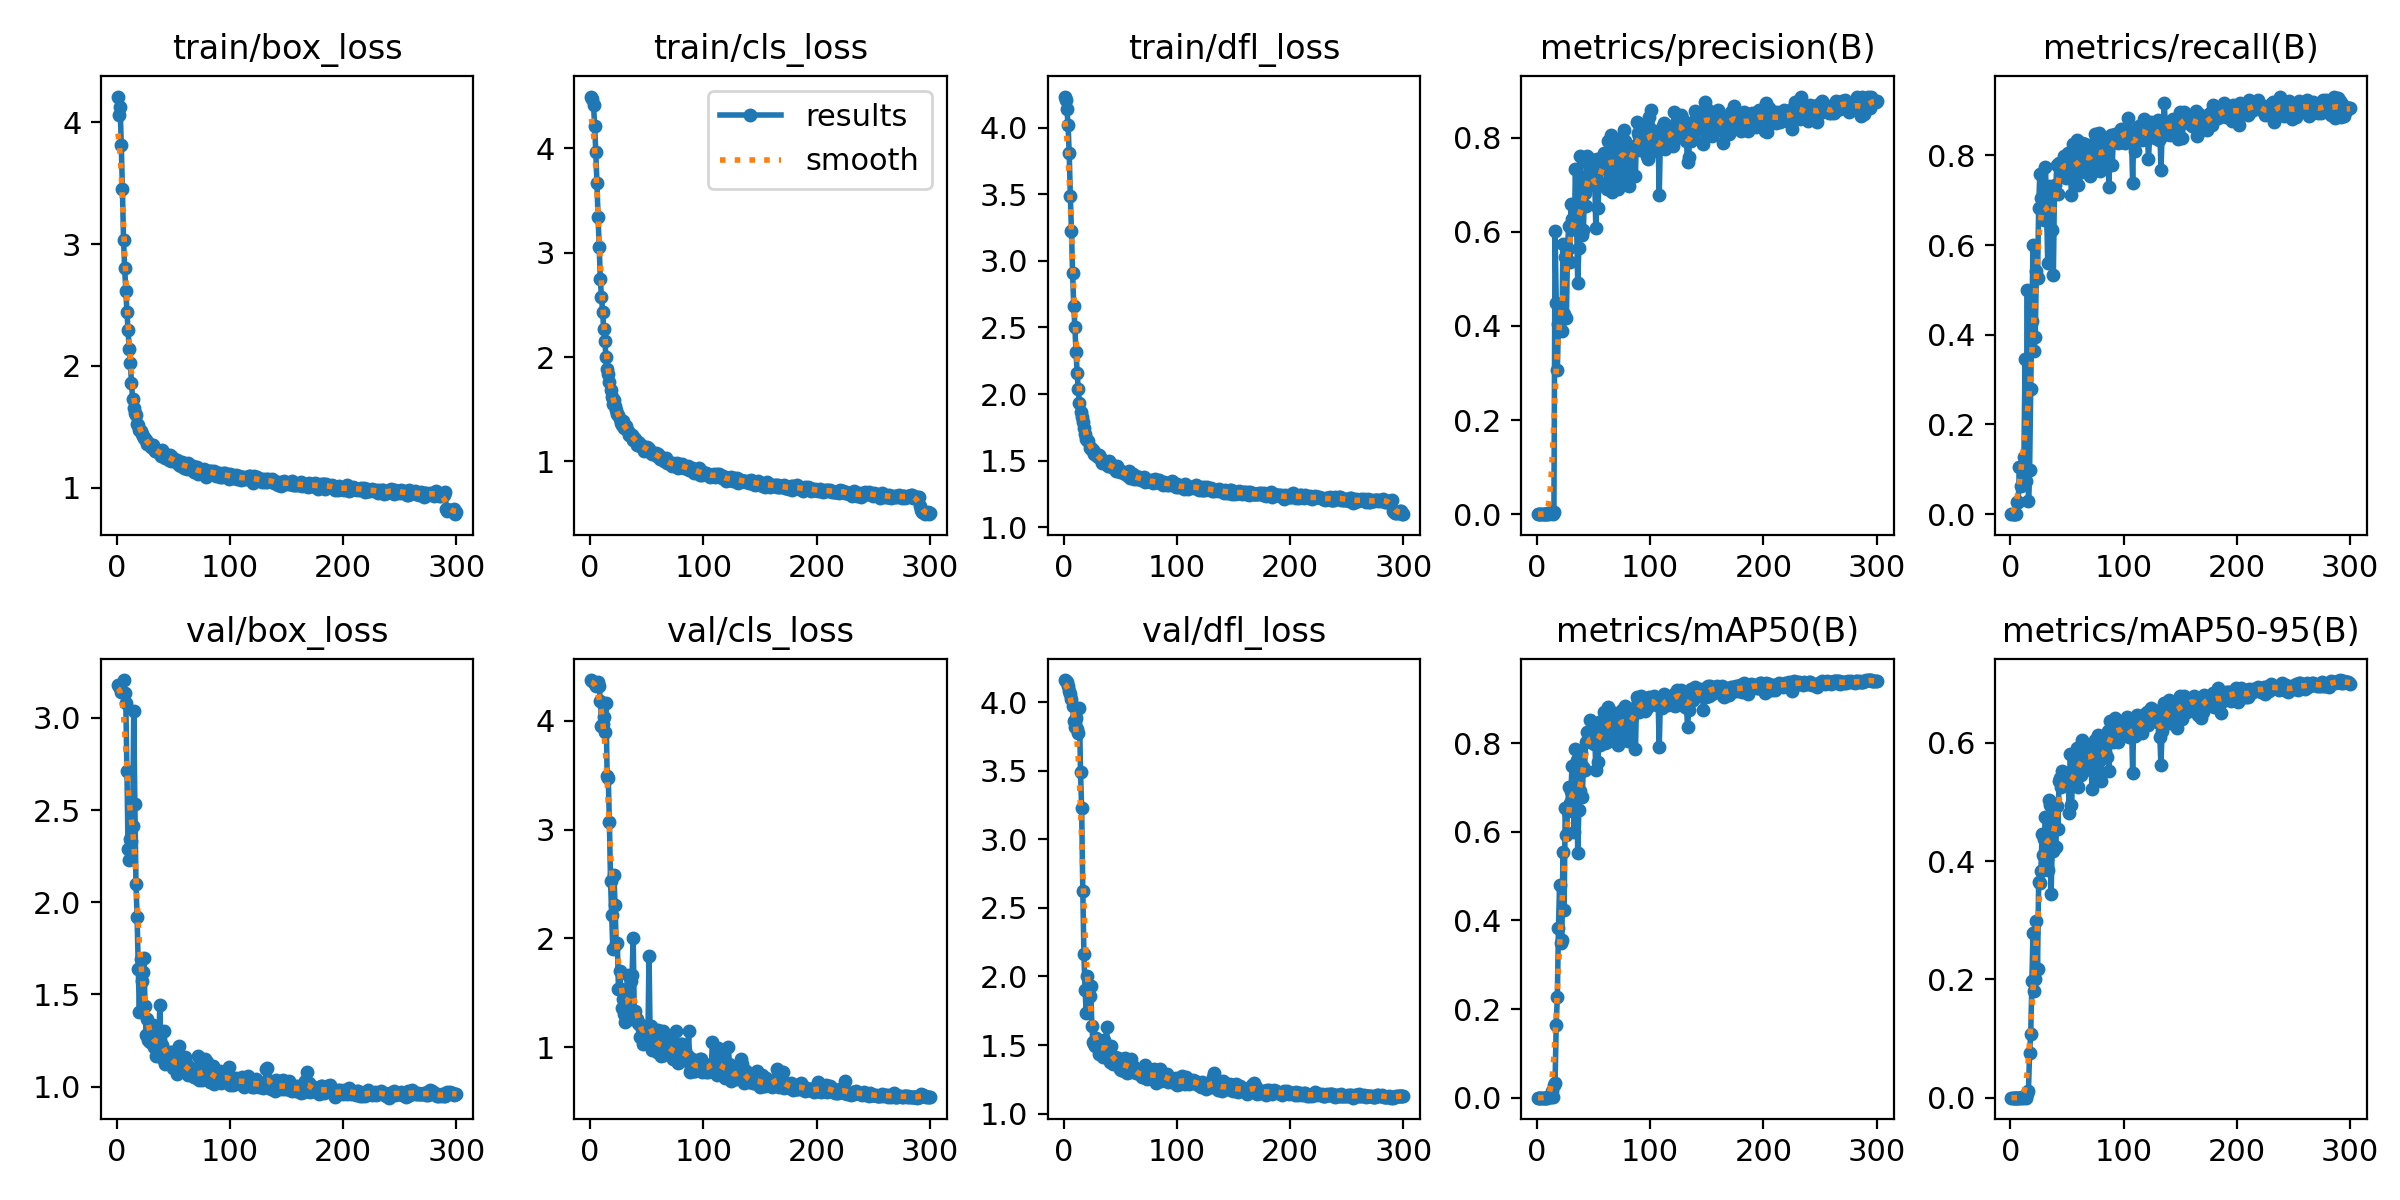 train/box_loss
train/cls_loss
train/dfl_loss
metrics/precision(B)
metrics/recall(B)
results
smooth
4
3
2
1
0 100 200 300
4
3
2
1
0 100 200 300
4.0
3.5
3.0
2.5
2.0
1.5
1.0
0 100 200 300
0.8
0.6
0.4
0.2
0.0
0 100 200 300
0.8
0.6
0.4
0.2
0.0
0 100 200 300
val/box_loss
val/cls_loss
val/dfl_loss
metrics/mAP50(B)
metrics/mAP50-95(B)
3.0
2.5
2.0
1.5
1.0
0 100 200 300
4
3
2
1
0 100 200 300
4.0
3.5
3.0
2.5
2.0
1.5
1.0
0 100 200 300
0.8
0.6
0.4
0.2
0.0
0 100 200 300
0.6
0.4
0.2
0.0
0 100 200 300